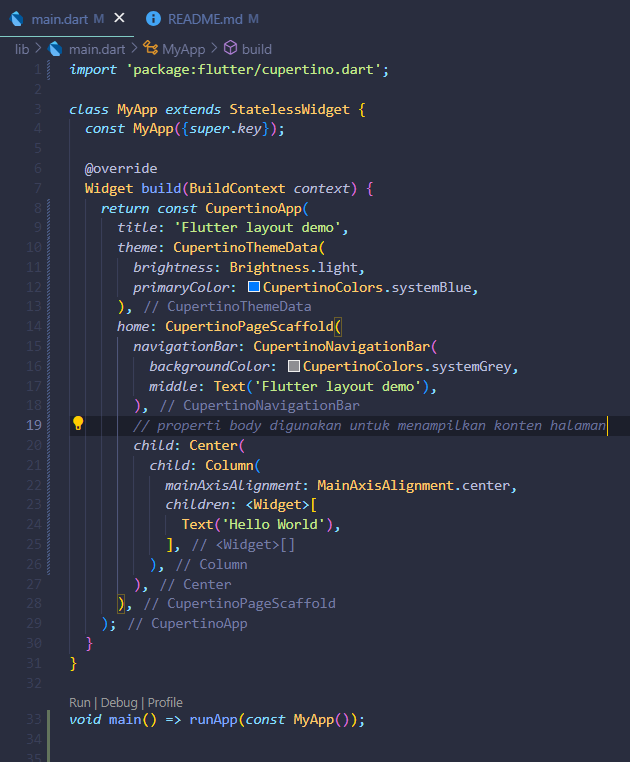 main.dart M ✕ README.md M
lib > main.dart > MyApp > build
1 import 'package:flutter/cupertino.dart';
2
3 class MyApp extends StatelessWidget {
4   const MyApp({super.key});
5
6   @override
7   Widget build(BuildContext context) {
8     return const CupertinoApp(
9       title: 'Flutter layout demo',
10       theme: CupertinoThemeData(
11         brightness: Brightness.light,
12         primaryColor: CupertinoColors.systemBlue,
13       ), // CupertinoThemeData
14       home: CupertinoPageScaffold(
15         navigationBar: CupertinoNavigationBar(
16           backgroundColor: CupertinoColors.systemGrey,
17           middle: Text('Flutter layout demo'),
18         ), // CupertinoNavigationBar
19         // properti body digunakan untuk menampilkan konten halaman
20         child: Center(
21           child: Column(
22             mainAxisAlignment: MainAxisAlignment.center,
23             children: <Widget>[
24               Text('Hello World'),
25             ], // <Widget>[]
26           ), // Column
27         ), // Center
28       ), // CupertinoPageScaffold
29     ); // CupertinoApp
30   }
31 }
32
Run | Debug | Profile
33 void main() => runApp(const MyApp());
34
35